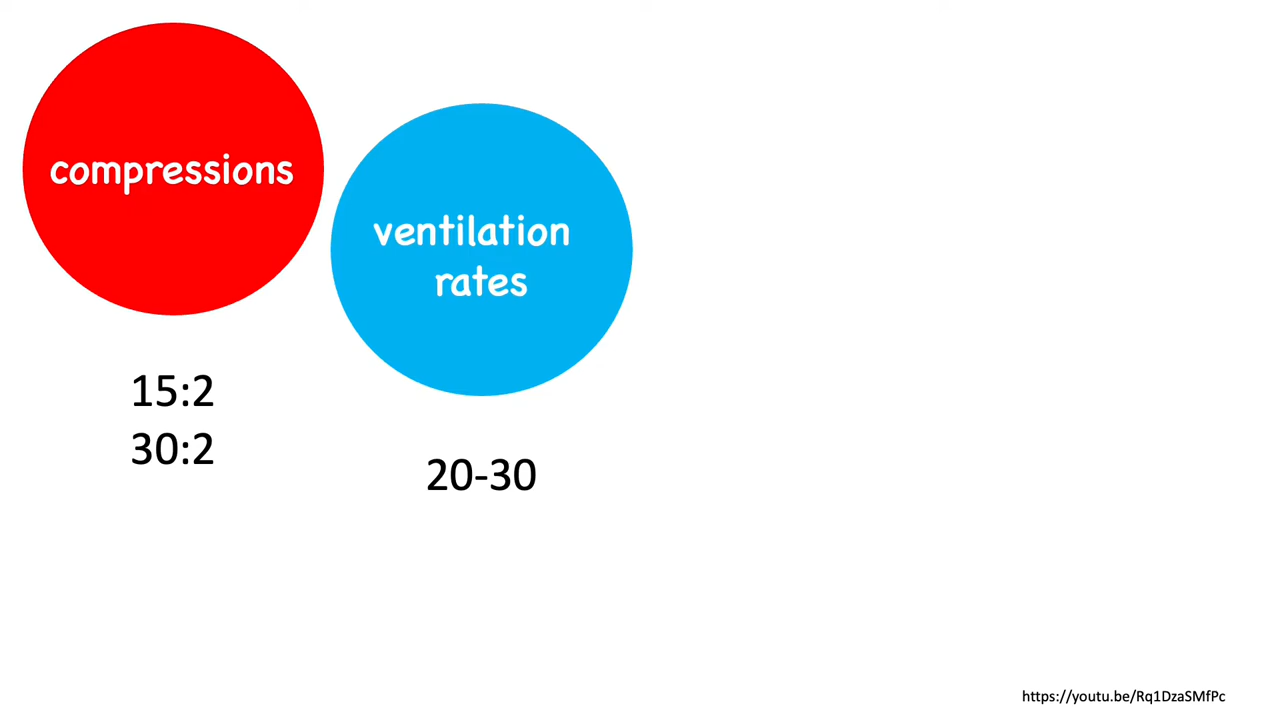 compressions
ventilation
rates
15:2
30:2
20-30
https://youtu.be/Rq1DzaSMfPc